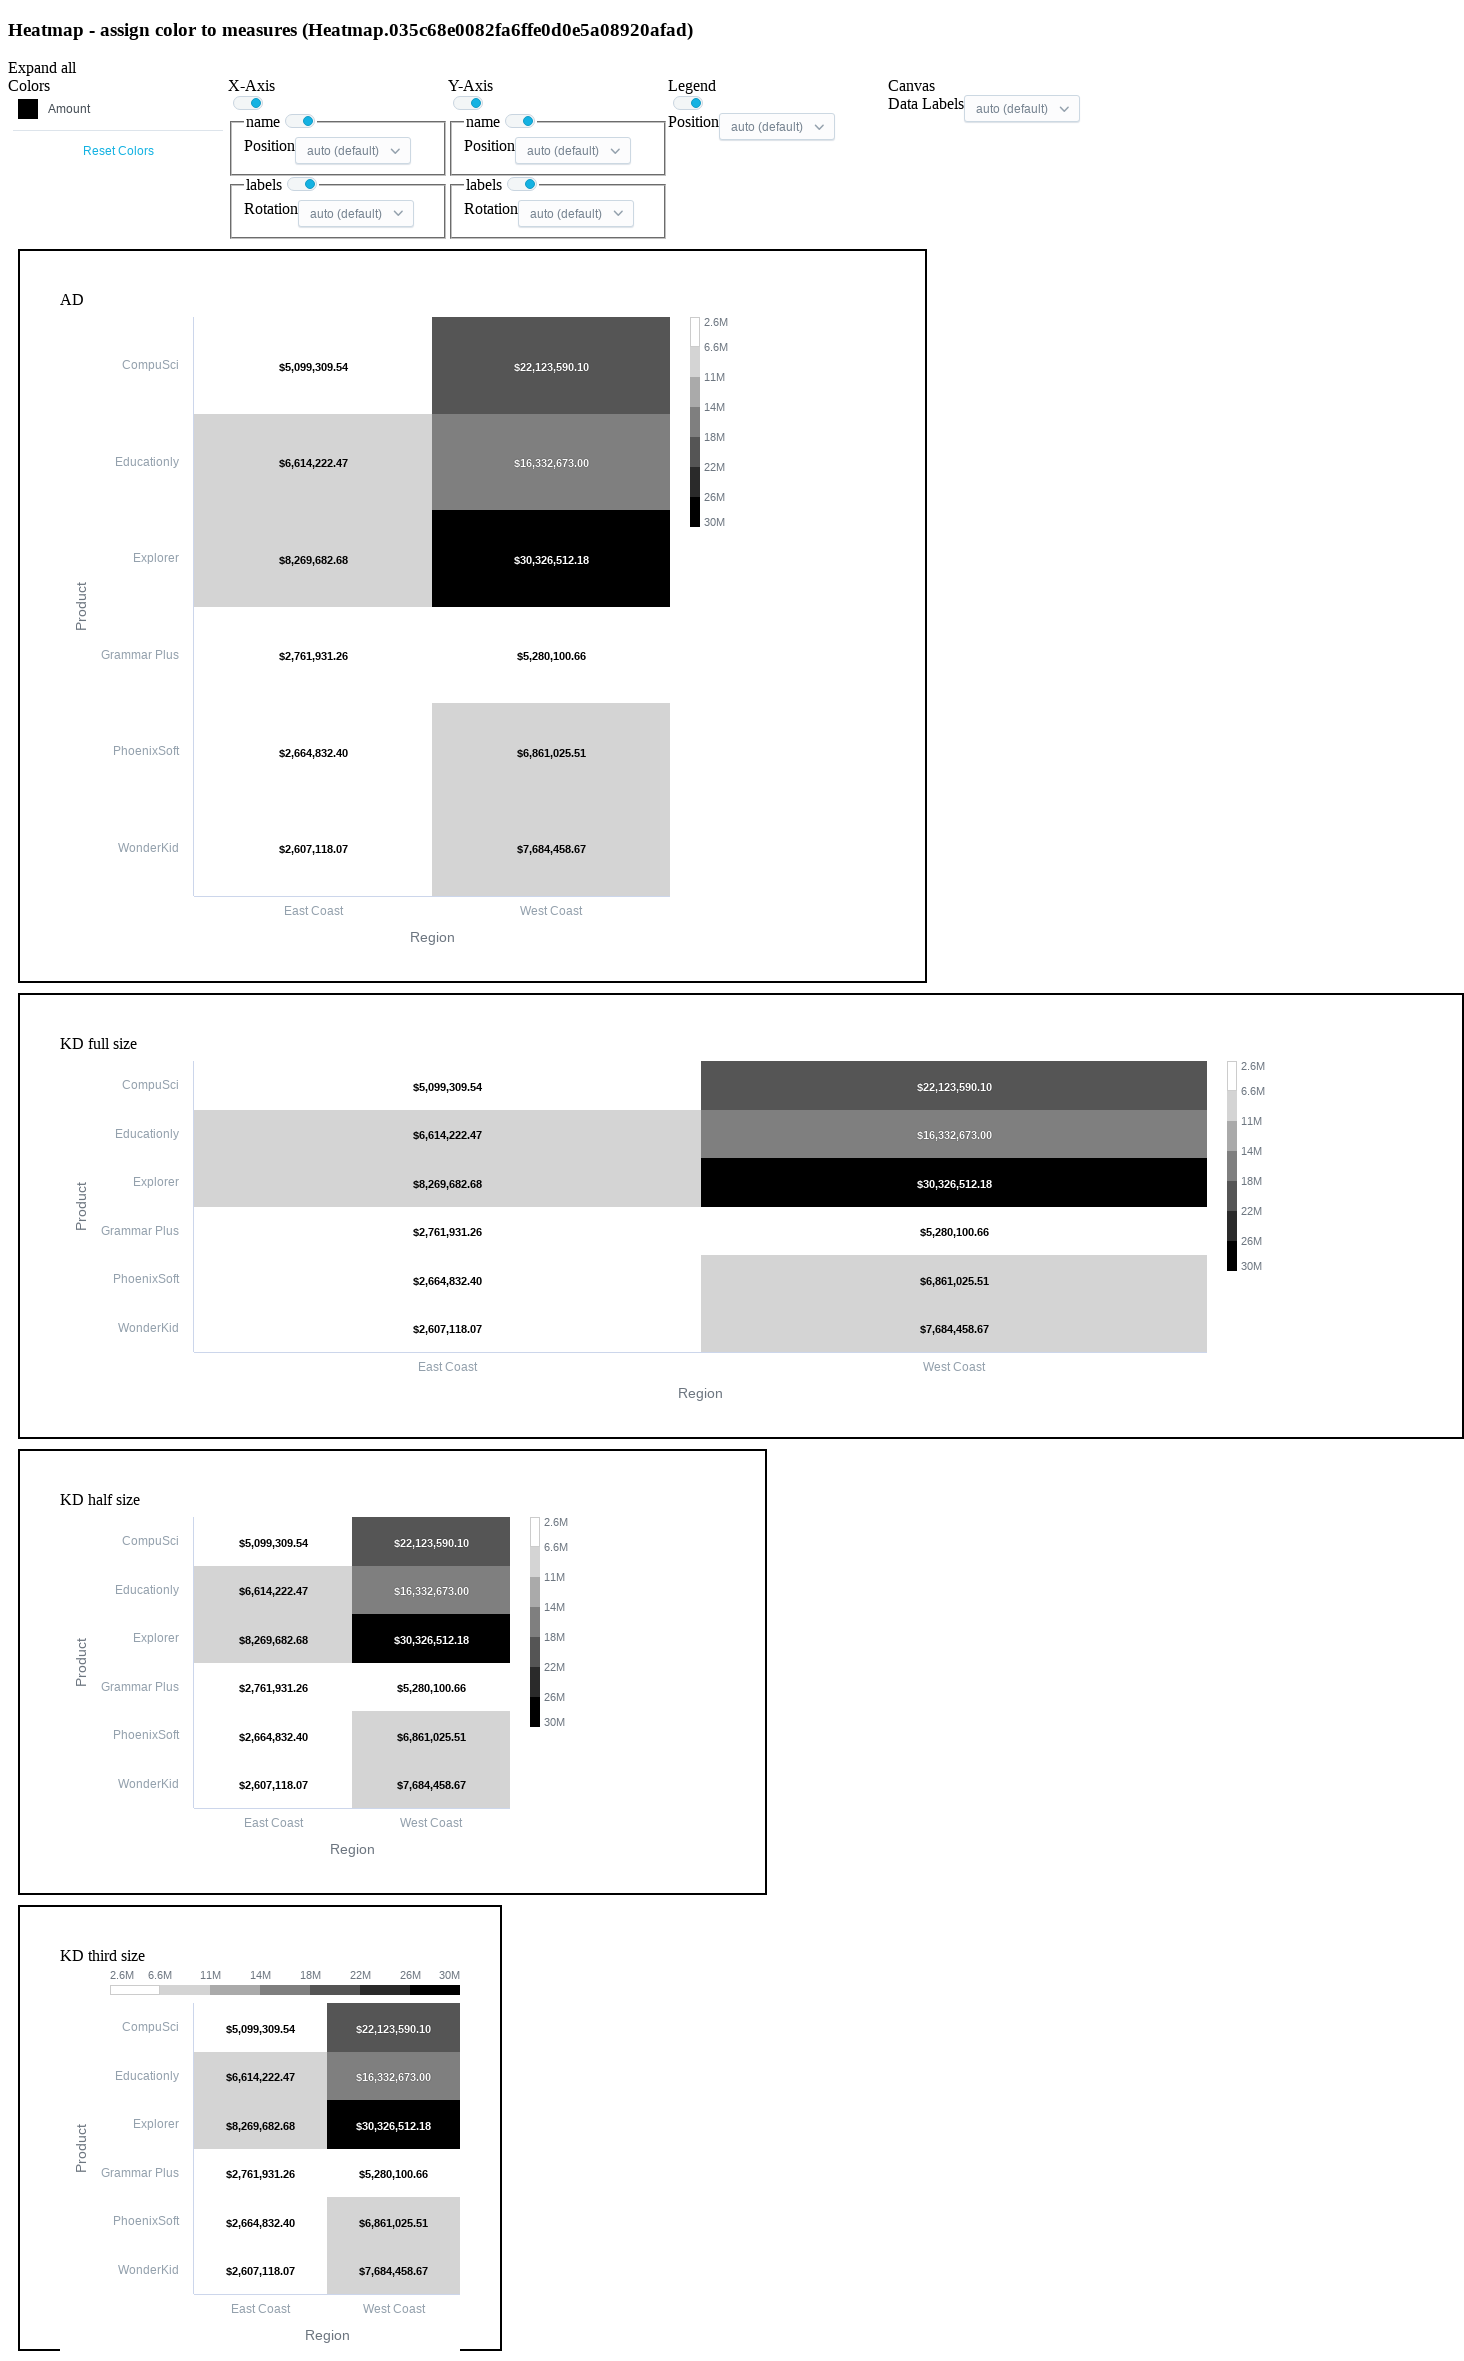 Heatmap - assign color to measures (Heatmap.035c68e0082fa6ffe0d0e5a08920afad)
Expand all
Colors
Amount
Reset Colors
X-Axis
name
Position auto (default)
labels
Rotation auto (default)
Y-Axis
name
Position auto (default)
labels
Rotation auto (default)
Legend
Position auto (default)
Canvas
Data Labels auto (default)
AD
CompuSci $5,099,309.54 $22,123,590.10
Educationly $6,614,222.47 $16,332,673.00
Explorer $8,269,682.68 $30,326,512.18
Grammar Plus $2,761,931.26 $5,280,100.66
PhoenixSoft $2,664,832.40 $6,861,025.51
WonderKid $2,607,118.07 $7,684,458.67
Product
East Coast West Coast
Region
2.6M
6.6M
11M
14M
18M
22M
26M
30M
KD full size
CompuSci $5,099,309.54 $22,123,590.10
Educationly $6,614,222.47 $16,332,673.00
Explorer $8,269,682.68 $30,326,512.18
Grammar Plus $2,761,931.26 $5,280,100.66
PhoenixSoft $2,664,832.40 $6,861,025.51
WonderKid $2,607,118.07 $7,684,458.67
Product
East Coast West Coast
Region
2.6M
6.6M
11M
14M
18M
22M
26M
30M
KD half size
CompuSci $5,099,309.54 $22,123,590.10
Educationly $6,614,222.47 $16,332,673.00
Explorer $8,269,682.68 $30,326,512.18
Grammar Plus $2,761,931.26 $5,280,100.66
PhoenixSoft $2,664,832.40 $6,861,025.51
WonderKid $2,607,118.07 $7,684,458.67
Product
East Coast West Coast
Region
2.6M
6.6M
11M
14M
18M
22M
26M
30M
KD third size
2.6M 6.6M 11M 14M 18M 22M 26M 30M
CompuSci $5,099,309.54 $22,123,590.10
Educationly $6,614,222.47 $16,332,673.00
Explorer $8,269,682.68 $30,326,512.18
Grammar Plus $2,761,931.26 $5,280,100.66
PhoenixSoft $2,664,832.40 $6,861,025.51
WonderKid $2,607,118.07 $7,684,458.67
Product
East Coast West Coast
Region